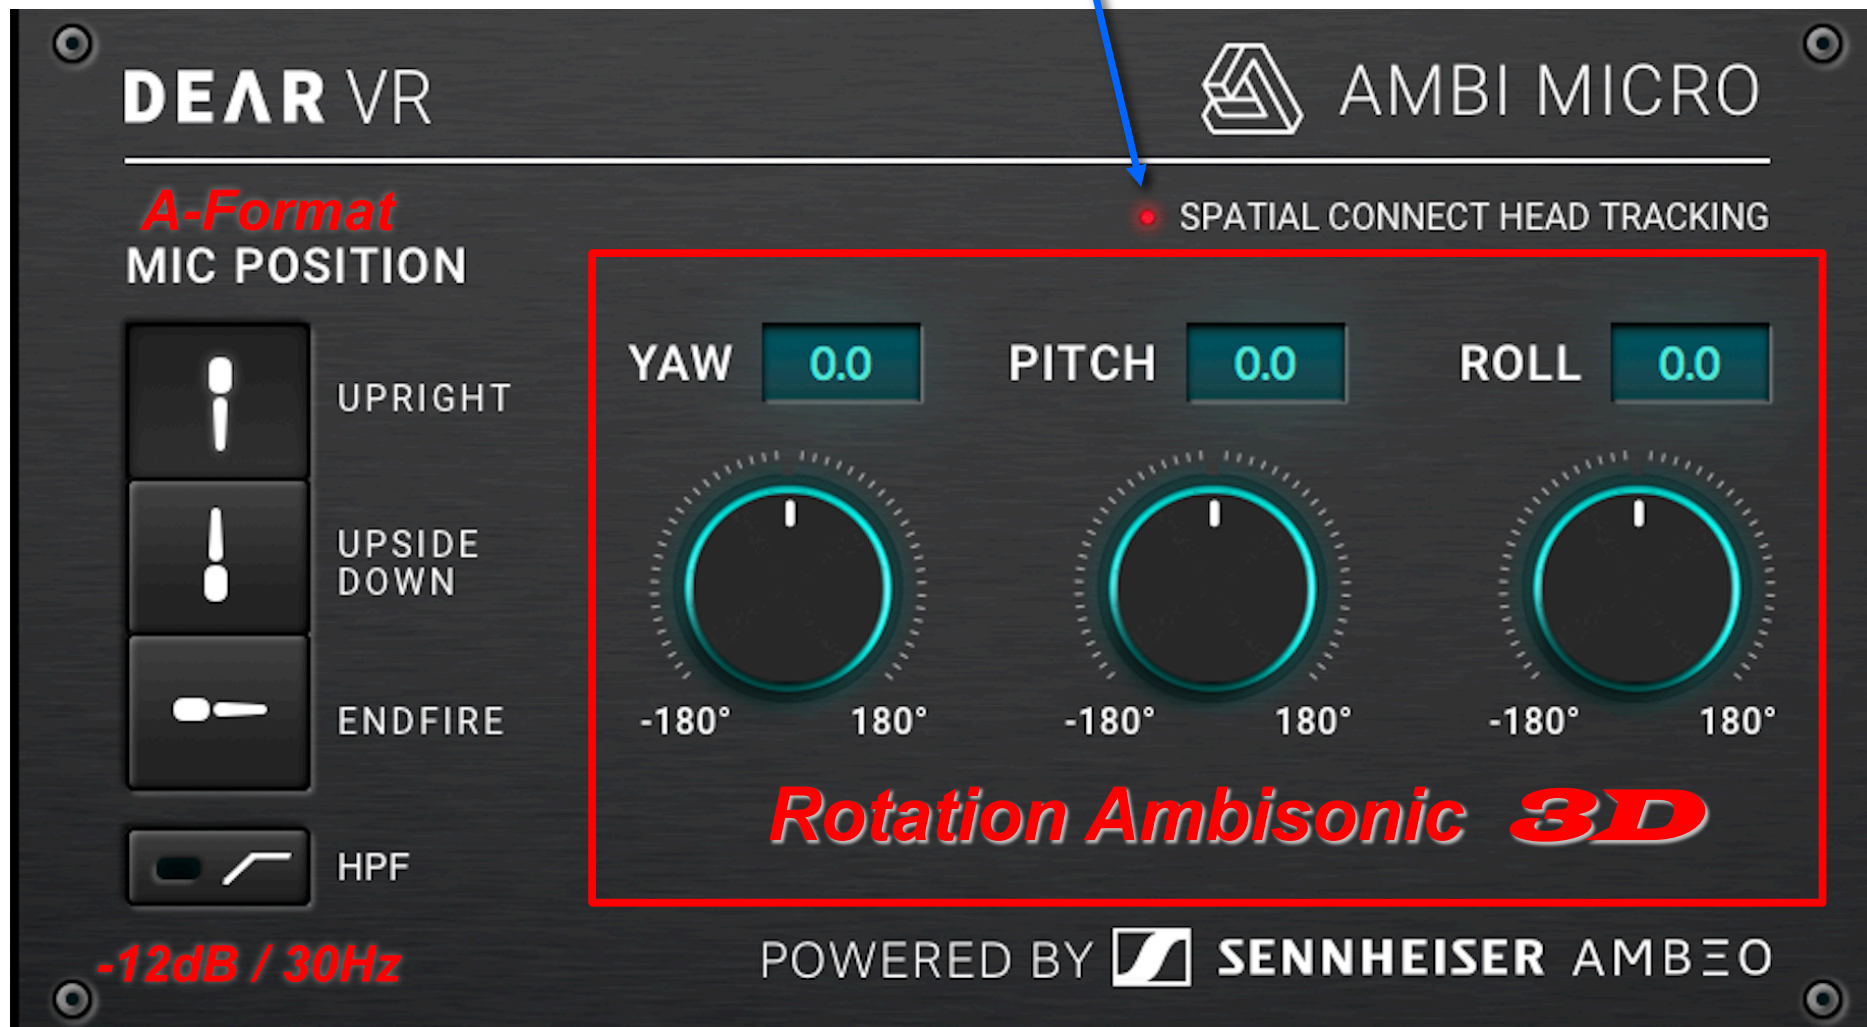 DEAR VR
AMBI MICRO
A-Format
MIC POSITION
SPATIAL CONNECT HEAD TRACKING
UPRIGHT
UPSIDE
DOWN
ENDFIRE
HPF
-12dB / 30Hz
YAW 0.0
PITCH 0.0
ROLL 0.0
-180° 180°
-180° 180°
-180° 180°
Rotation Ambisonic 3D
POWERED BY SENNHEISER AMBΞO